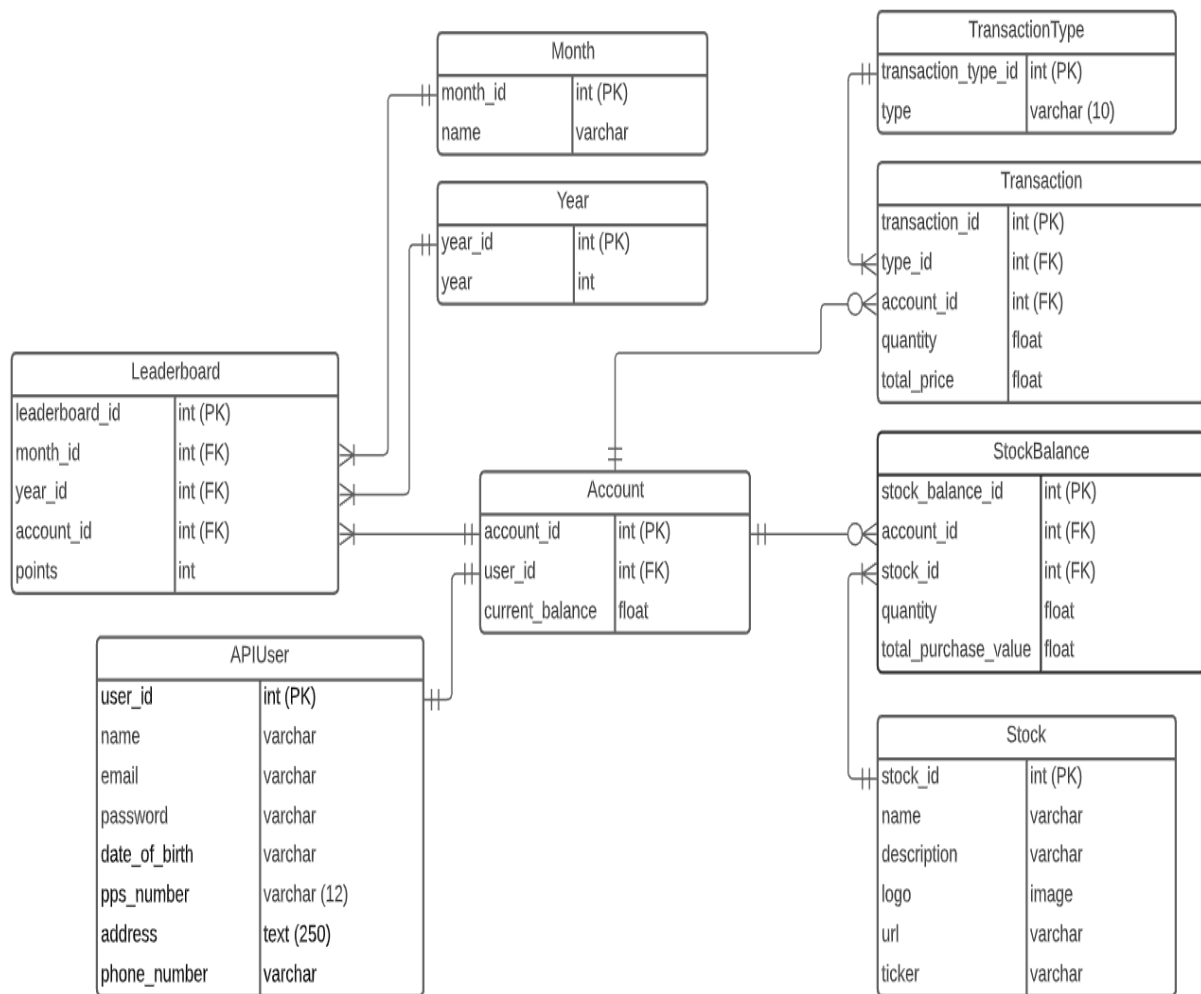 Month
month_id int (PK)
name varchar
Year
year_id int (PK)
year int
TransactionType
transaction_type_id int (PK)
type varchar (10)
Transaction
transaction_id int (PK)
type_id int (FK)
account_id int (FK)
quantity float
total_price float
Leaderboard
leaderboard_id int (PK)
month_id int (FK)
year_id int (FK)
account_id int (FK)
points int
Account
account_id int (PK)
user_id int (FK)
current_balance float
StockBalance
stock_balance_id int (PK)
account_id int (FK)
stock_id int (FK)
quantity float
total_purchase_value float
APIUser
user_id int (PK)
name varchar
email varchar
password varchar
date_of_birth varchar
pps_number varchar (12)
address text (250)
phone_number varchar
Stock
stock_id int (PK)
name varchar
description varchar
logo image
url varchar
ticker varchar